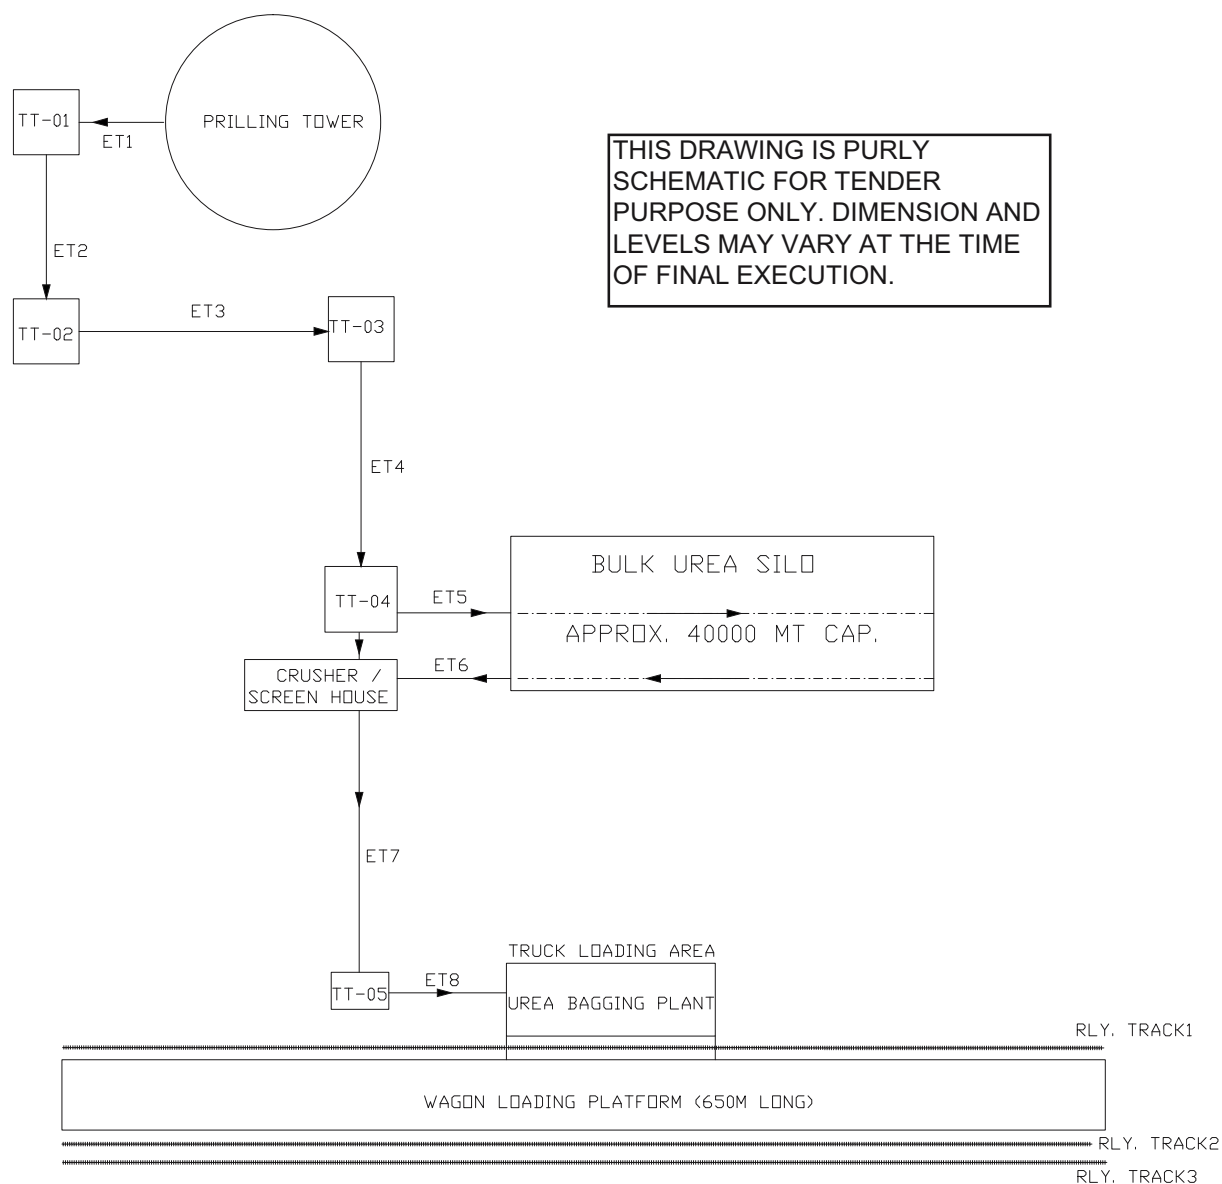 PRILLING TOWER
TT-01
ET1
THIS DRAWING IS PURLY
SCHEMATIC FOR TENDER
PURPOSE ONLY. DIMENSION AND
LEVELS MAY VARY AT THE TIME
OF FINAL EXECUTION.
ET2
TT-02
ET3
TT-03
ET4
TT-04
ET5
BULK UREA SILO
APPROX. 40000 MT CAP.
ET6
CRUSHER /
SCREEN HOUSE
ET7
TT-05
ET8
TRUCK LOADING AREA
UREA BAGGING PLANT
RLY. TRACK1
WAGON LOADING PLATFORM (650M LONG)
RLY. TRACK2
RLY. TRACK3